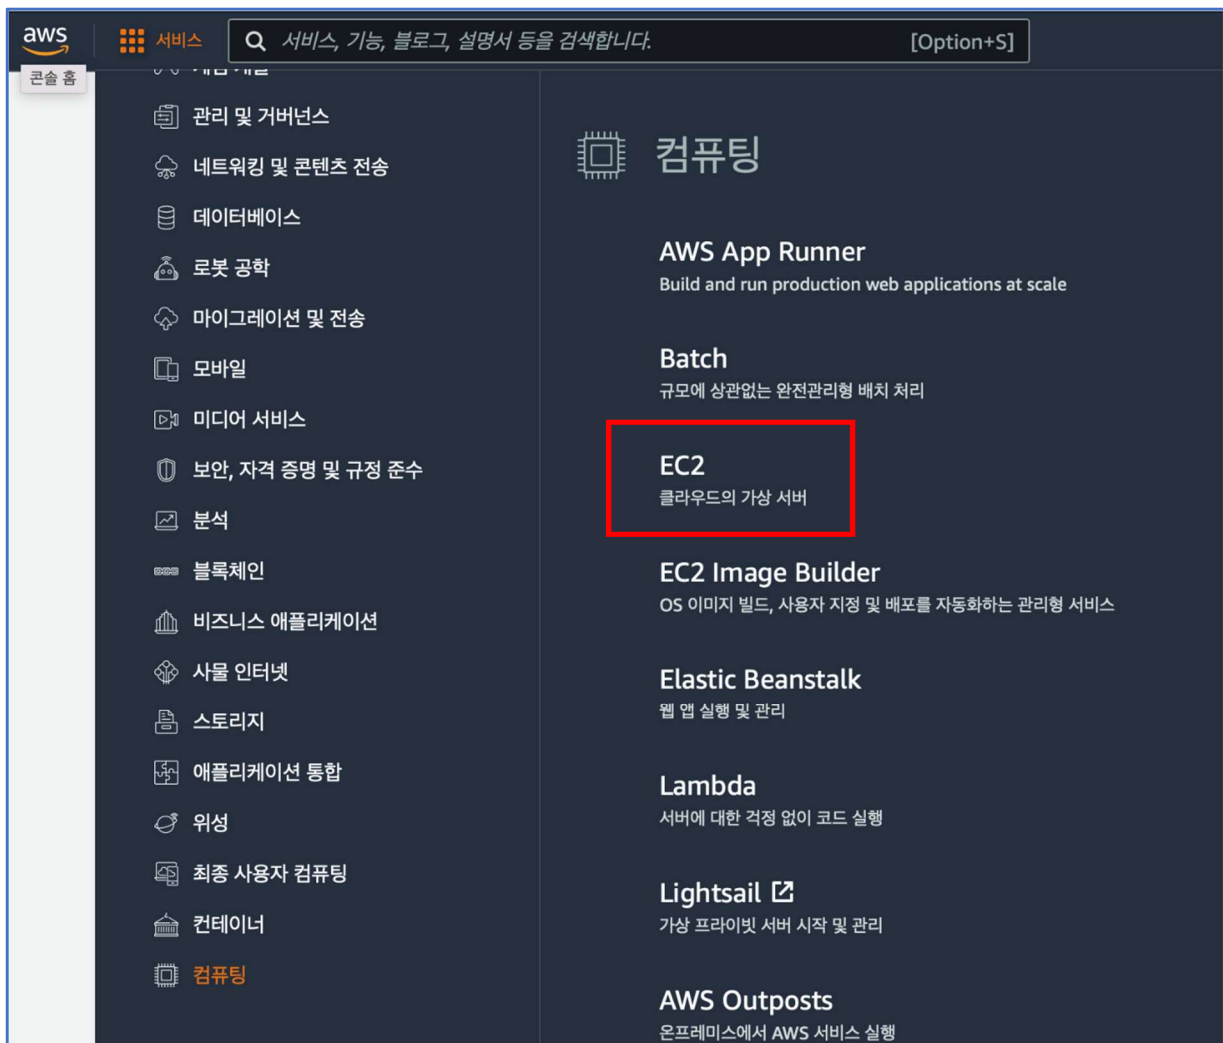 aws
서비스
서비스, 기능, 블로그, 설명서 등을 검색합니다.
[Option+S]
콘솔 홈
관리 및 거버넌스
네트워킹 및 콘텐츠 전송
데이터베이스
로봇 공학
마이그레이션 및 전송
모바일
미디어 서비스
보안, 자격 증명 및 규정 준수
분석
블록체인
비즈니스 애플리케이션
사물 인터넷
스토리지
애플리케이션 통합
위성
최종 사용자 컴퓨팅
컨테이너
컴퓨팅
컴퓨팅
AWS App Runner
Build and run production web applications at scale
Batch
규모에 상관없는 완전관리형 배치 처리
EC2
클라우드의 가상 서버
EC2 Image Builder
OS 이미지 빌드, 사용자 지정 및 배포를 자동화하는 관리형 서비스
Elastic Beanstalk
웹 앱 실행 및 관리
Lambda
서버에 대한 걱정 없이 코드 실행
Lightsail
가상 프라이빗 서버 시작 및 관리
AWS Outposts
온프레미스에서 AWS 서비스 실행